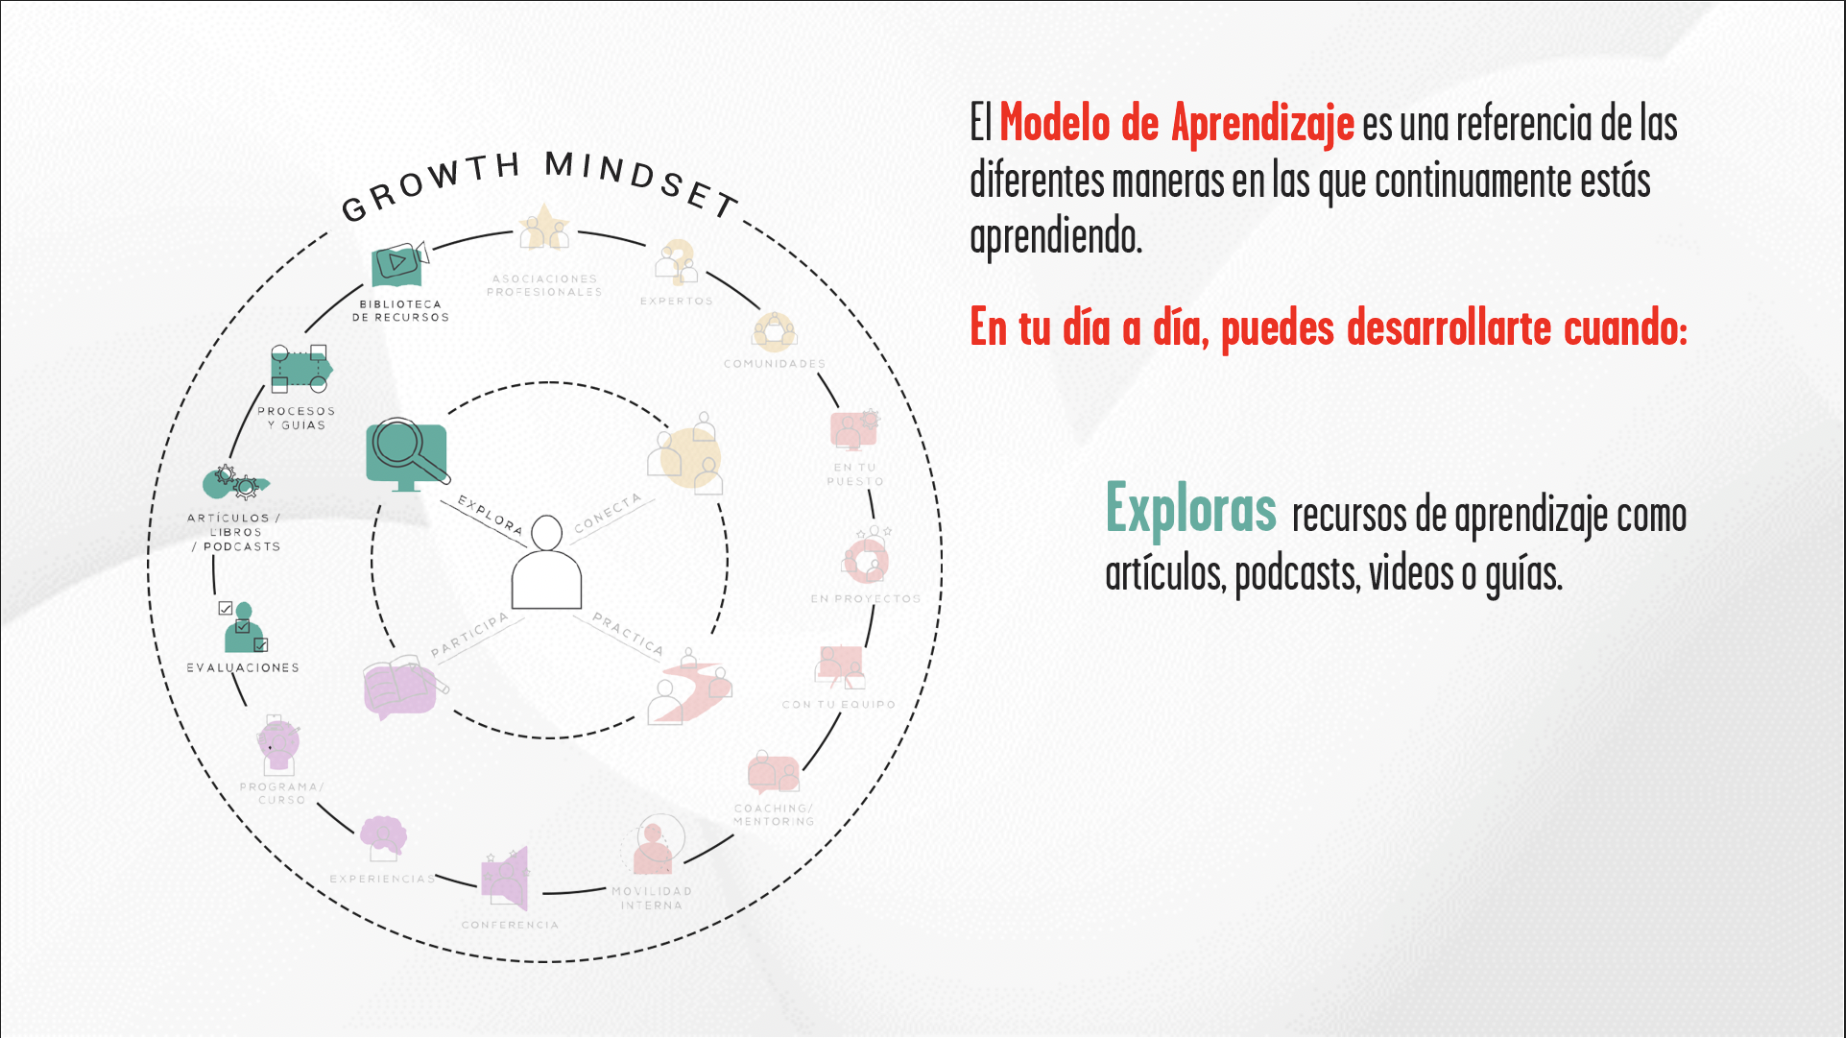 GROWTH MINDSET
BIBLIOTECA
DE RECURSOS
ASOCIACIONES
PROFESIONALES
EXPERTOS
COMUNIDADES
PROCESOS
Y GUIAS
ARTÍCULOS /
LIBROS
/ PODCASTS
EVALUACIONES
PROGRAMA/
CURSO
EXPERIENCIAS
CONFERENCIA
MOVILIDAD
INTERNA
COACHING/
MENTORING
CON TU EQUIPO
EN PROYECTOS
EN TU
PUESTO
EXPLORA
CONECTA
PARTICIPA
PRACTICA
El Modelo de Aprendizaje es una referencia de las
diferentes maneras en las que continuamente estás
aprendiendo.
En tu día a día, puedes desarrollarte cuando:
Exploras recursos de aprendizaje como
artículos, podcasts, videos o guías.